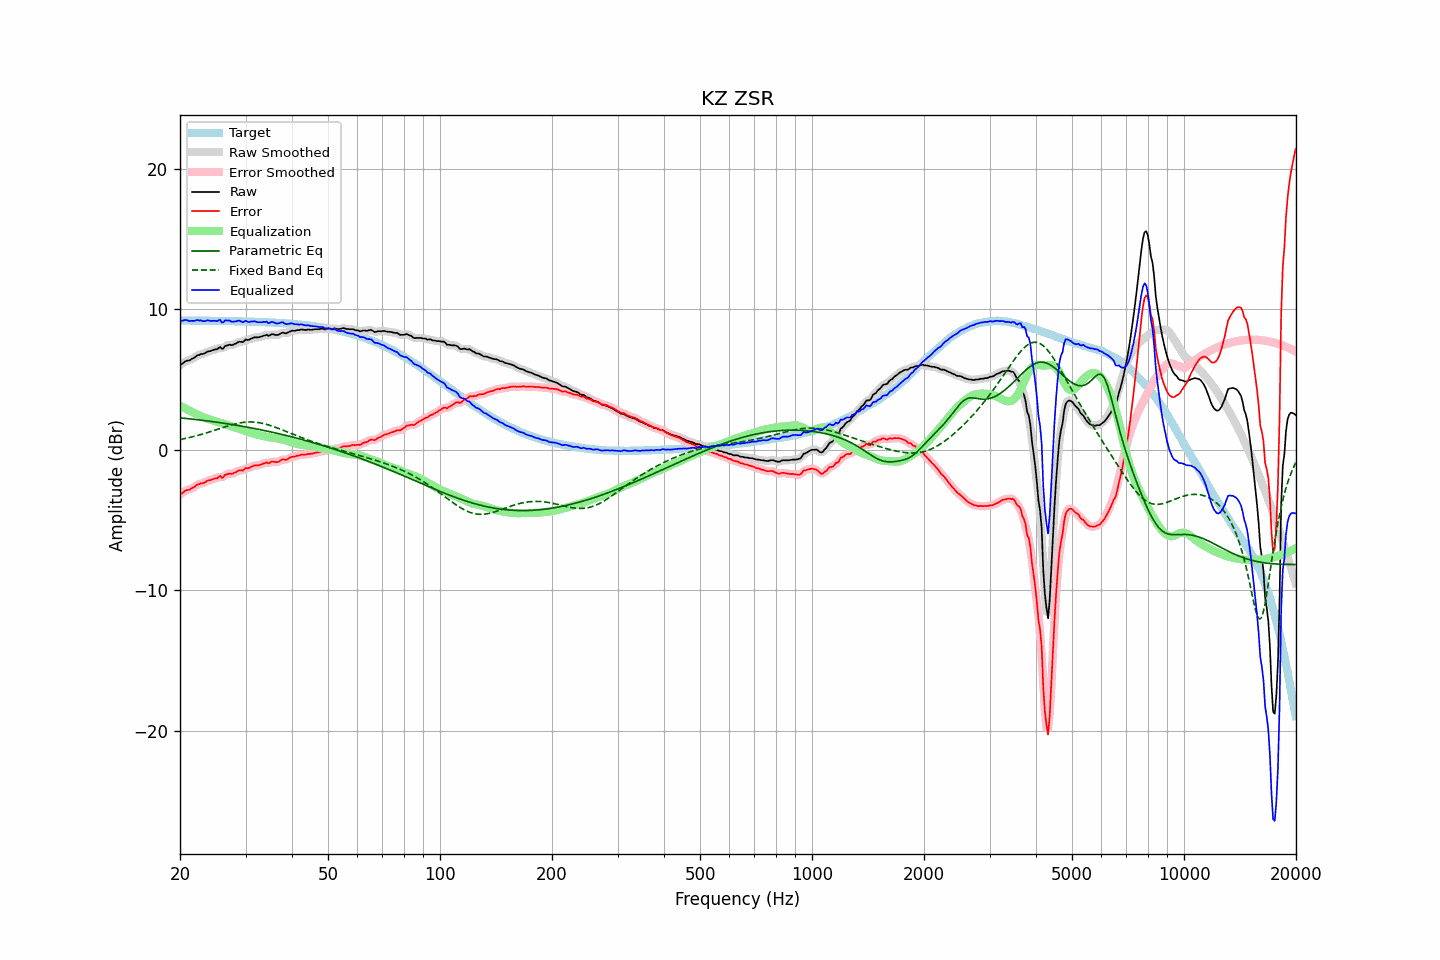 KZ ZSR
Target
Raw Smoothed
Error Smoothed
Raw
Error
Equalization
Parametric Eq
Fixed Band Eq
Equalized
20
10
0
−10
−20
Amplitude (dBr)
20 50 100 200 500 1000 2000 5000 10000 20000
Frequency (Hz)